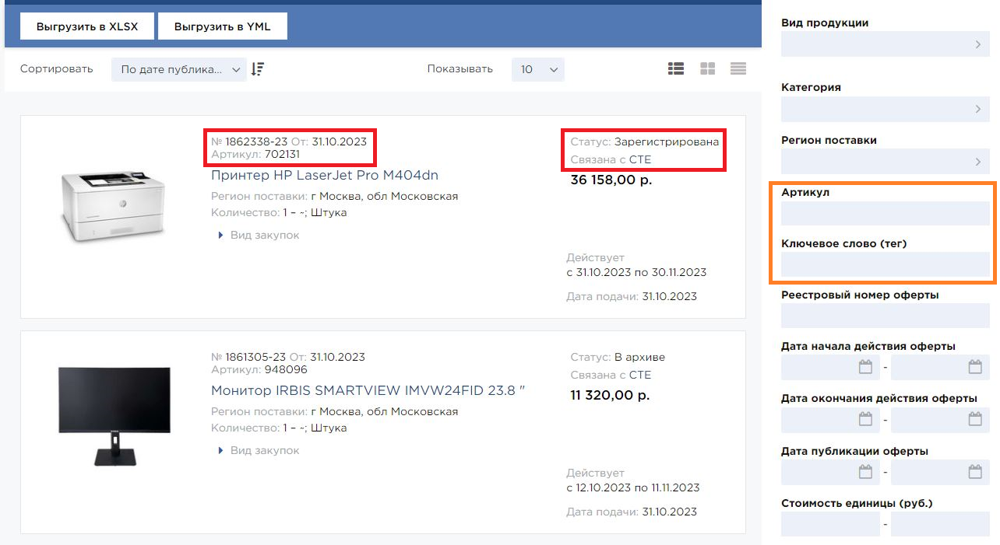 Выгрузить в XLSX
Выгрузить в YML
Сортировать
По дате публика...
Показывать
10
№ 1862338-23 От: 31.10.2023
Артикул: 702131
Принтер HP LaserJet Pro M404dn
Регион поставки: г Москва, обл Московская
Количество: 1 – ~; Штука
Вид закупок
Статус: Зарегистрирована
Связана с СТЕ
36 158,00 р.
Действует
с 31.10.2023 по 30.11.2023
Дата подачи: 31.10.2023
№ 1861305-23 От: 31.10.2023
Артикул: 948096
Монитор IRBIS SMARTVIEW IMVW24FID 23.8 "
Регион поставки: г Москва, обл Московская
Количество: 1 – ~; Штука
Вид закупок
Статус: В архиве
Связана с СТЕ
11 320,00 р.
Действует
с 12.10.2023 по 11.11.2023
Дата подачи: 31.10.2023
Вид продукции
Категория
Регион поставки
Артикул
Ключевое слово (тег)
Реестровый номер оферты
Дата начала действия оферты
-
Дата окончания действия оферты
-
Дата публикации оферты
-
Стоимость единицы (руб.)
-